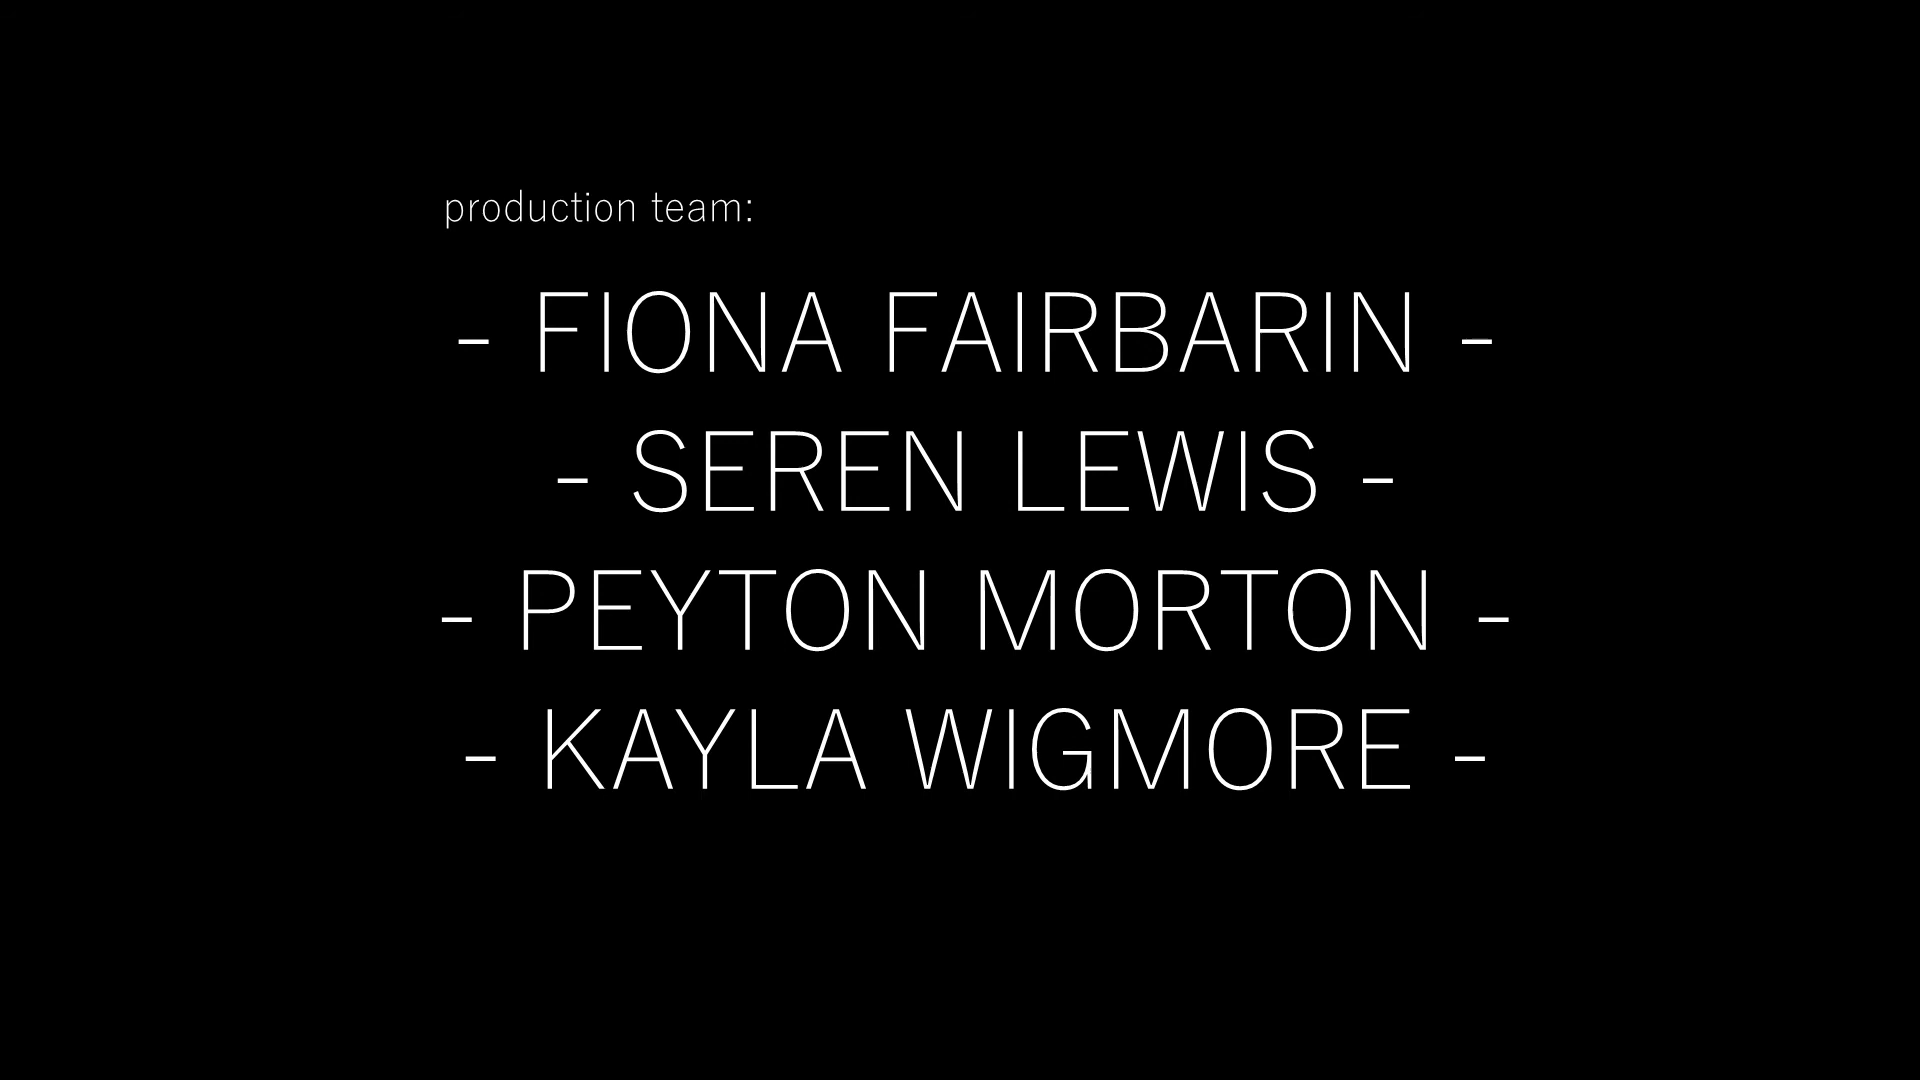 production team:
- FIONA FAIRBARIN -
- SEREN LEWIS -
- PEYTON MORTON -
- KAYLA WIGMORE -